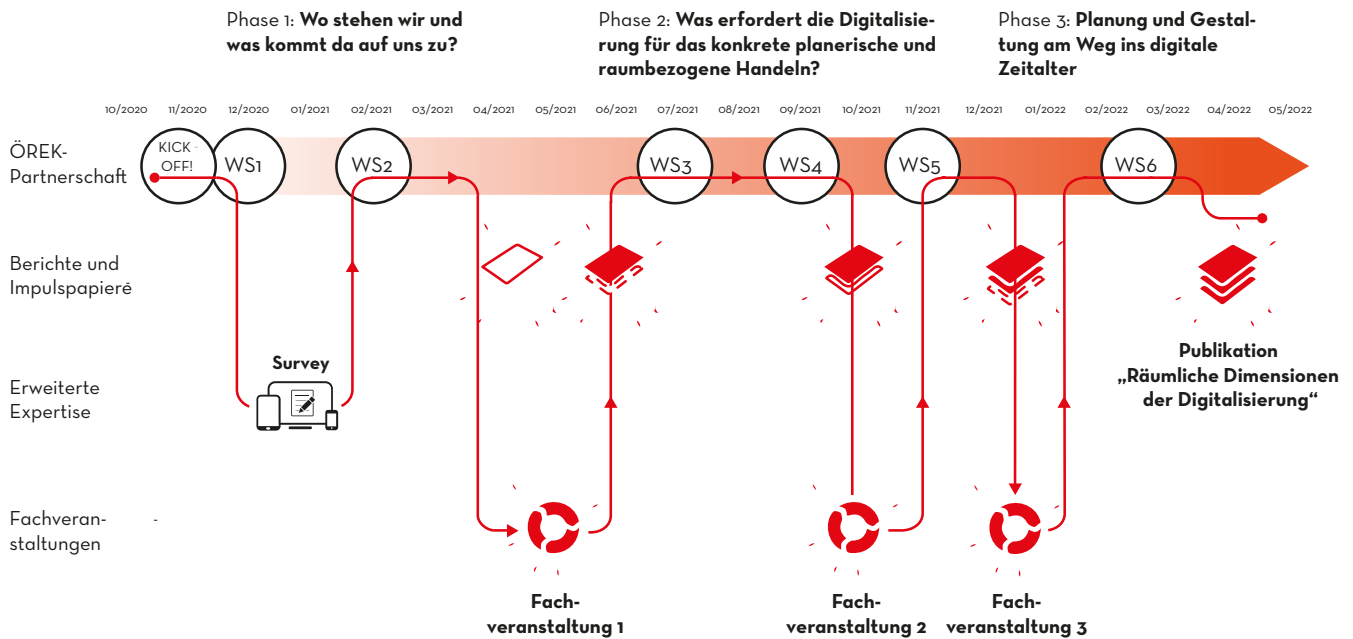 Phase 1: Wo stehen wir und
was kommt da auf uns zu?
Phase 2: Was erfordert die Digitalisie-
rung für das konkrete planerische und
raumbezogene Handeln?
Phase 3: Planung und Gestal-
tung am Weg ins digitale
Zeitalter
10/2020 11/2020 12/2020 01/2021 02/2021 03/2021 04/2021 05/2021 06/2021 07/2021 08/2021 09/2021 10/2021 11/2021 12/2021 01/2022 02/2022 03/2022 04/2022 05/2022
ÖREK-
Partnerschaft
KICK -
OFF!
WS1
WS2
WS3
WS4
WS5
WS6
Berichte und
Impulspapiere
Publikation
„Räumliche Dimensionen
der Digitalisierung“
Erweiterte
Expertise
Survey
Fachveran- -
staltungen
Fach-
veranstaltung 1
Fach-
veranstaltung 2
Fach-
veranstaltung 3